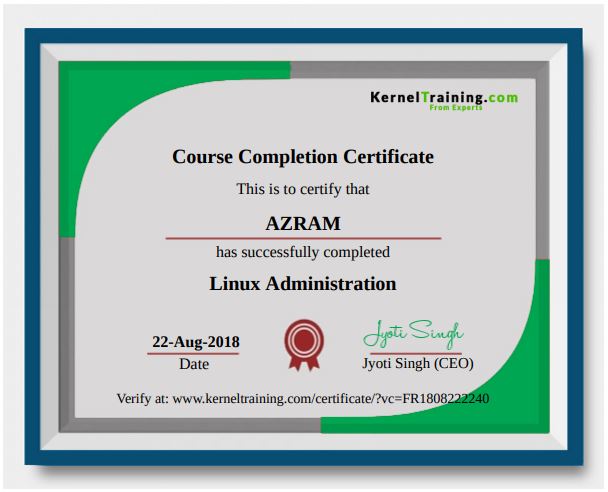 KernelTraining.com
From Experts
Course Completion Certificate
This is to certify that
AZRAM
has successfully completed
Linux Administration
22-Aug-2018
Date
Jyoti Singh
Jyoti Singh (CEO)
Verify at: www.kerneltraining.com/certificate/?vc=FR1808222240